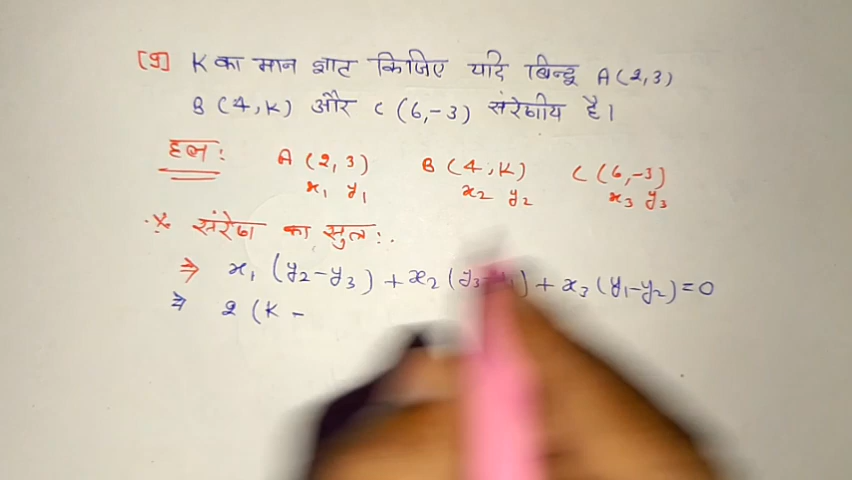 [9] K का मान ज्ञाट किजिए यदि बिन्दू A(2,3)
B(4,K) और C(6,-3) संरेखीय है।
हल: A(2,3) B(4,K) C(6,-3)
x₁ y₁ x₂ y₂ x₃ y₃
संरेख का सुत्र:.
⇒ x₁(y₂-y₃)+x₂(y₃-y₁)+x₃(y₁-y₂)=0
⇒ 2(K-